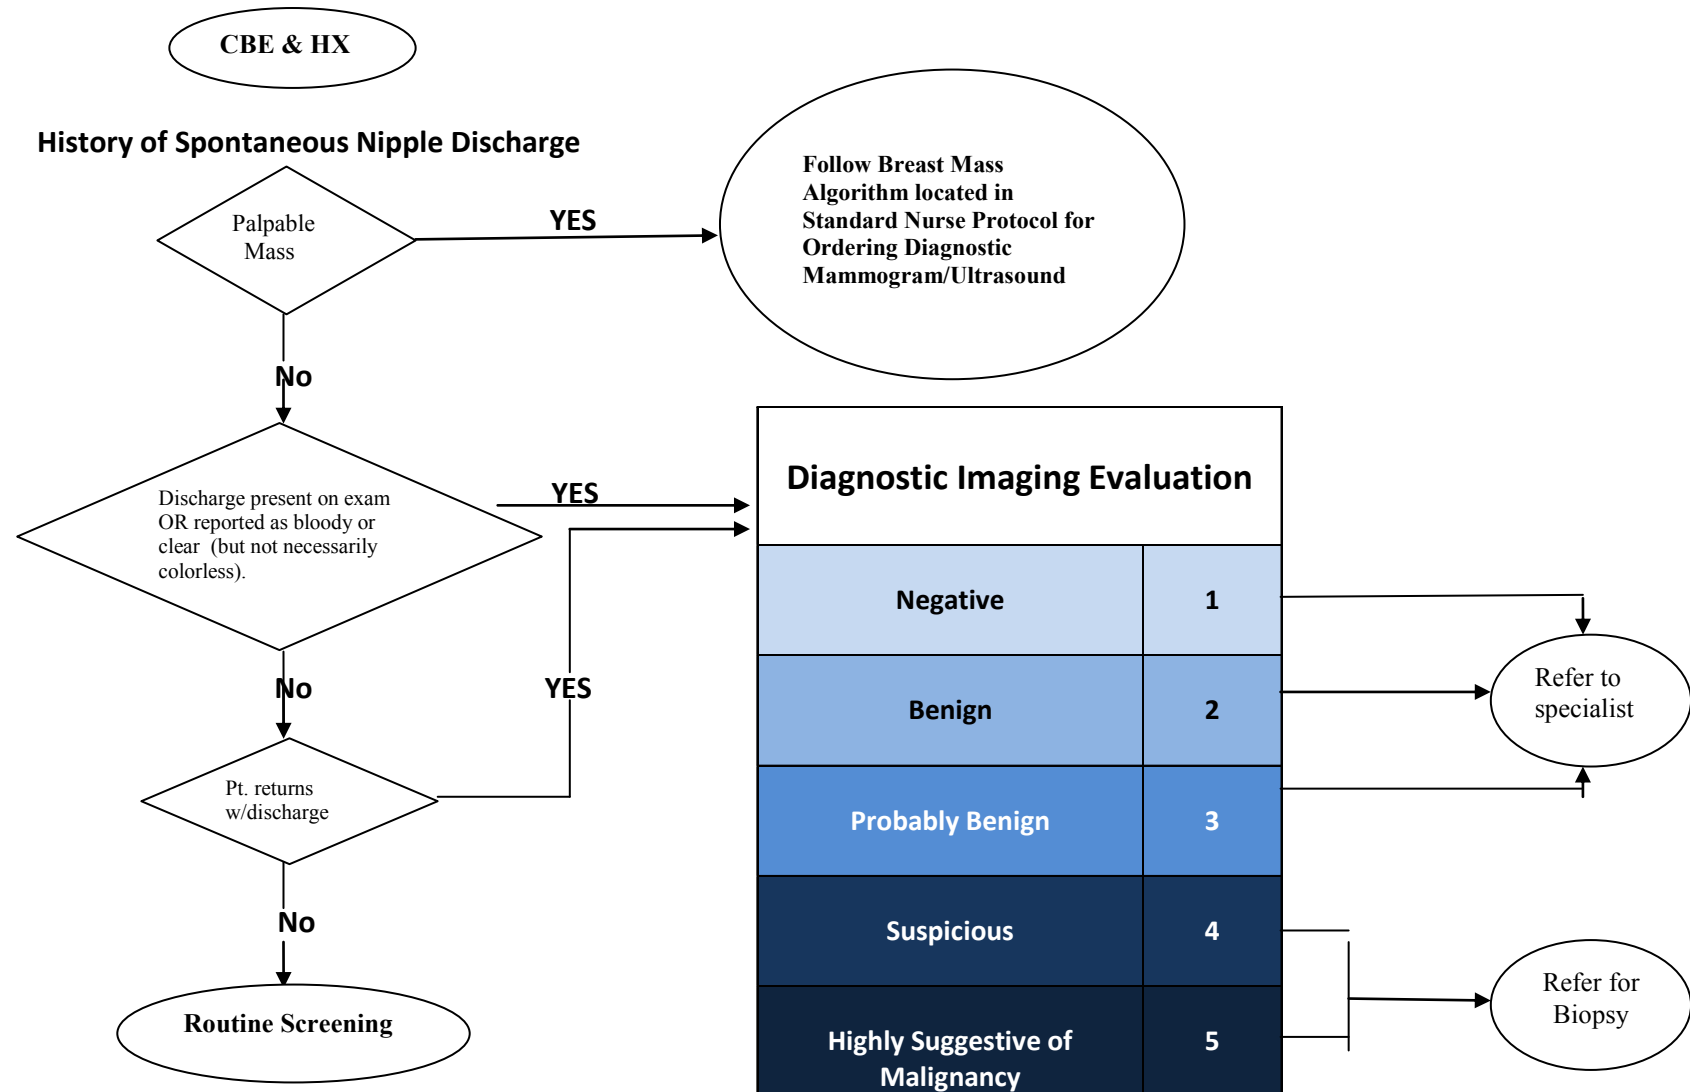 CBE & HX
History of Spontaneous Nipple Discharge
Palpable
Mass
YES
Follow Breast Mass
Algorithm located in
Standard Nurse Protocol for
Ordering Diagnostic
Mammogram/Ultrasound
No
Discharge present on exam
OR reported as bloody or
clear (but not necessarily
colorless).
YES
Diagnostic Imaging Evaluation
Negative 1
Benign 2
Probably Benign 3
Suspicious 4
Highly Suggestive of 5
Malignancy
Refer to
specialist
Refer for
Biopsy
No
YES
Pt. returns
w/discharge
No
Routine Screening